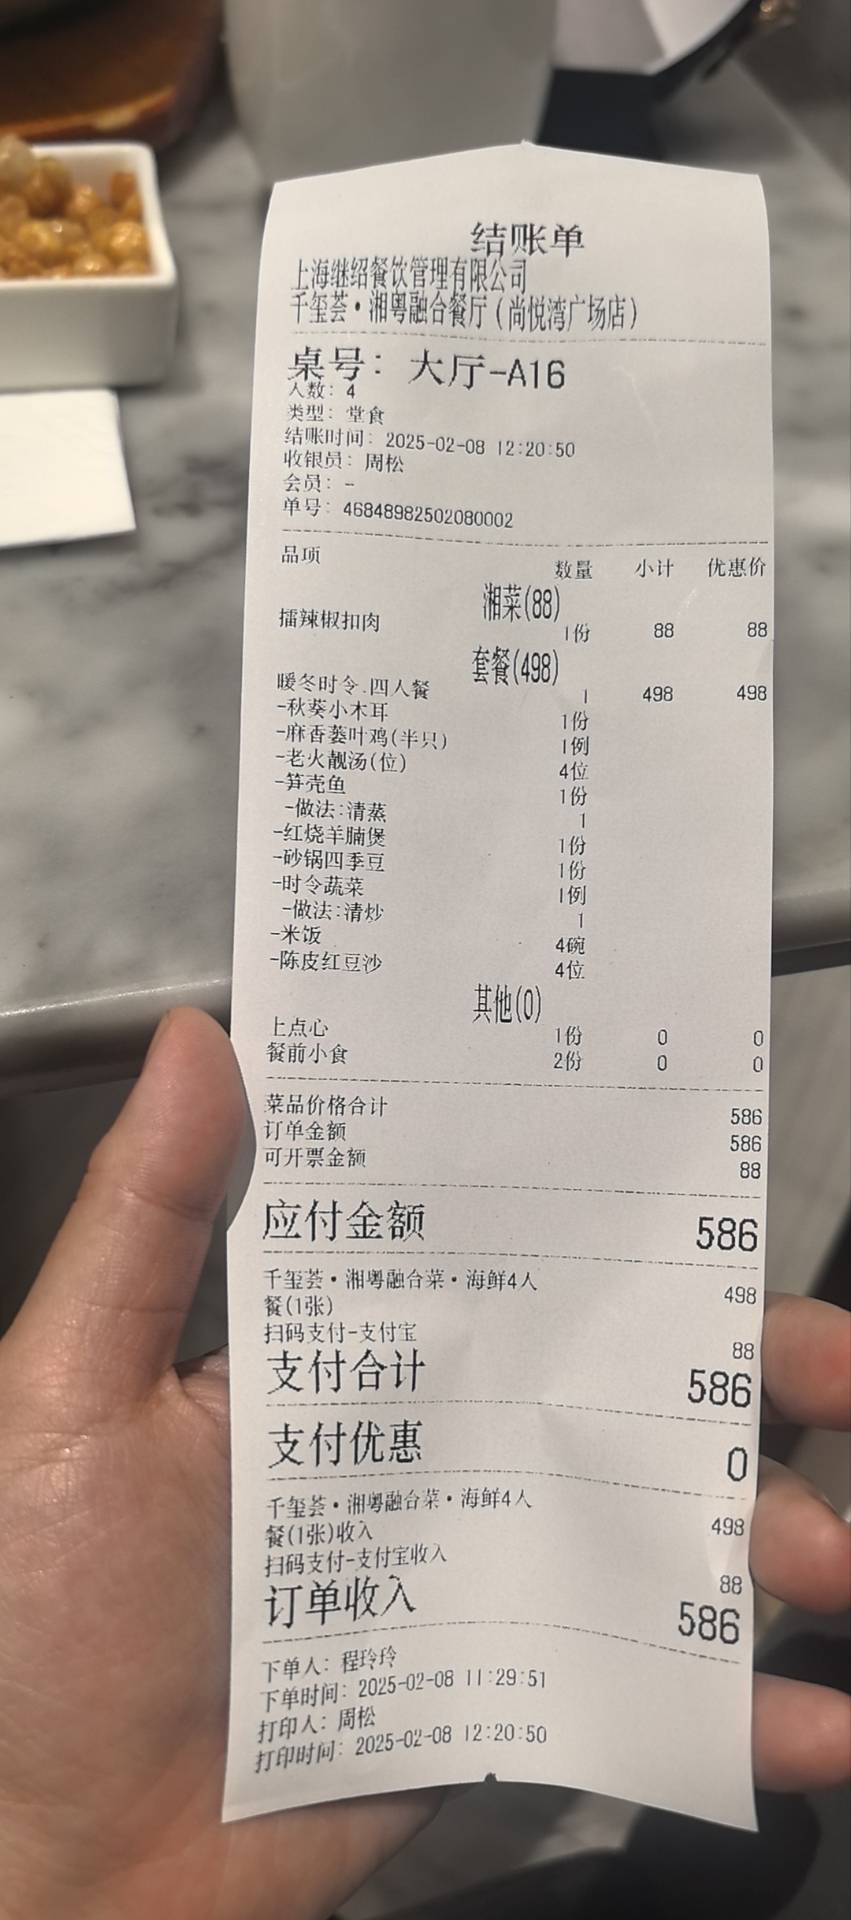 结账单
上海继绍餐饮管理有限公司
千玺荟·湘粤融合餐厅(尚悦湾广场店)
桌号: 大厅-A16
人数: 4
类型: 堂食
结账时间: 2025-02-08 12:20:50
收银员: 周松
会员: -
单号: 46848982502080002
品项 数量 小计 优惠价
湘菜(88)
擂辣椒扣肉 1份 88 88
套餐(498)
暖冬时令.四人餐 1 498 498
-秋葵小木耳 1份
-麻香蒌叶鸡(半只) 1例
-老火靓汤(位) 4位
-笋壳鱼 1份
-做法:清蒸 1
-红烧羊腩煲 1份
-砂锅四季豆 1份
-时令蔬菜 1例
-做法:清炒 1
-米饭 4碗
-陈皮红豆沙 4位
其他(0)
上点心 1份 0 0
餐前小食 2份 0 0
菜品价格合计 586
订单金额 586
可开票金额 88
应付金额 586
千玺荟·湘粤融合菜·海鲜4人
餐(1张) 498
扫码支付-支付宝 88
支付合计 586
支付优惠 0
千玺荟·湘粤融合菜·海鲜4人
餐(1张)收入 498
扫码支付-支付宝收入 88
订单收入 586
下单人: 程玲玲
下单时间: 2025-02-08 11:29:51
打印人: 周松
打印时间: 2025-02-08 12:20:50